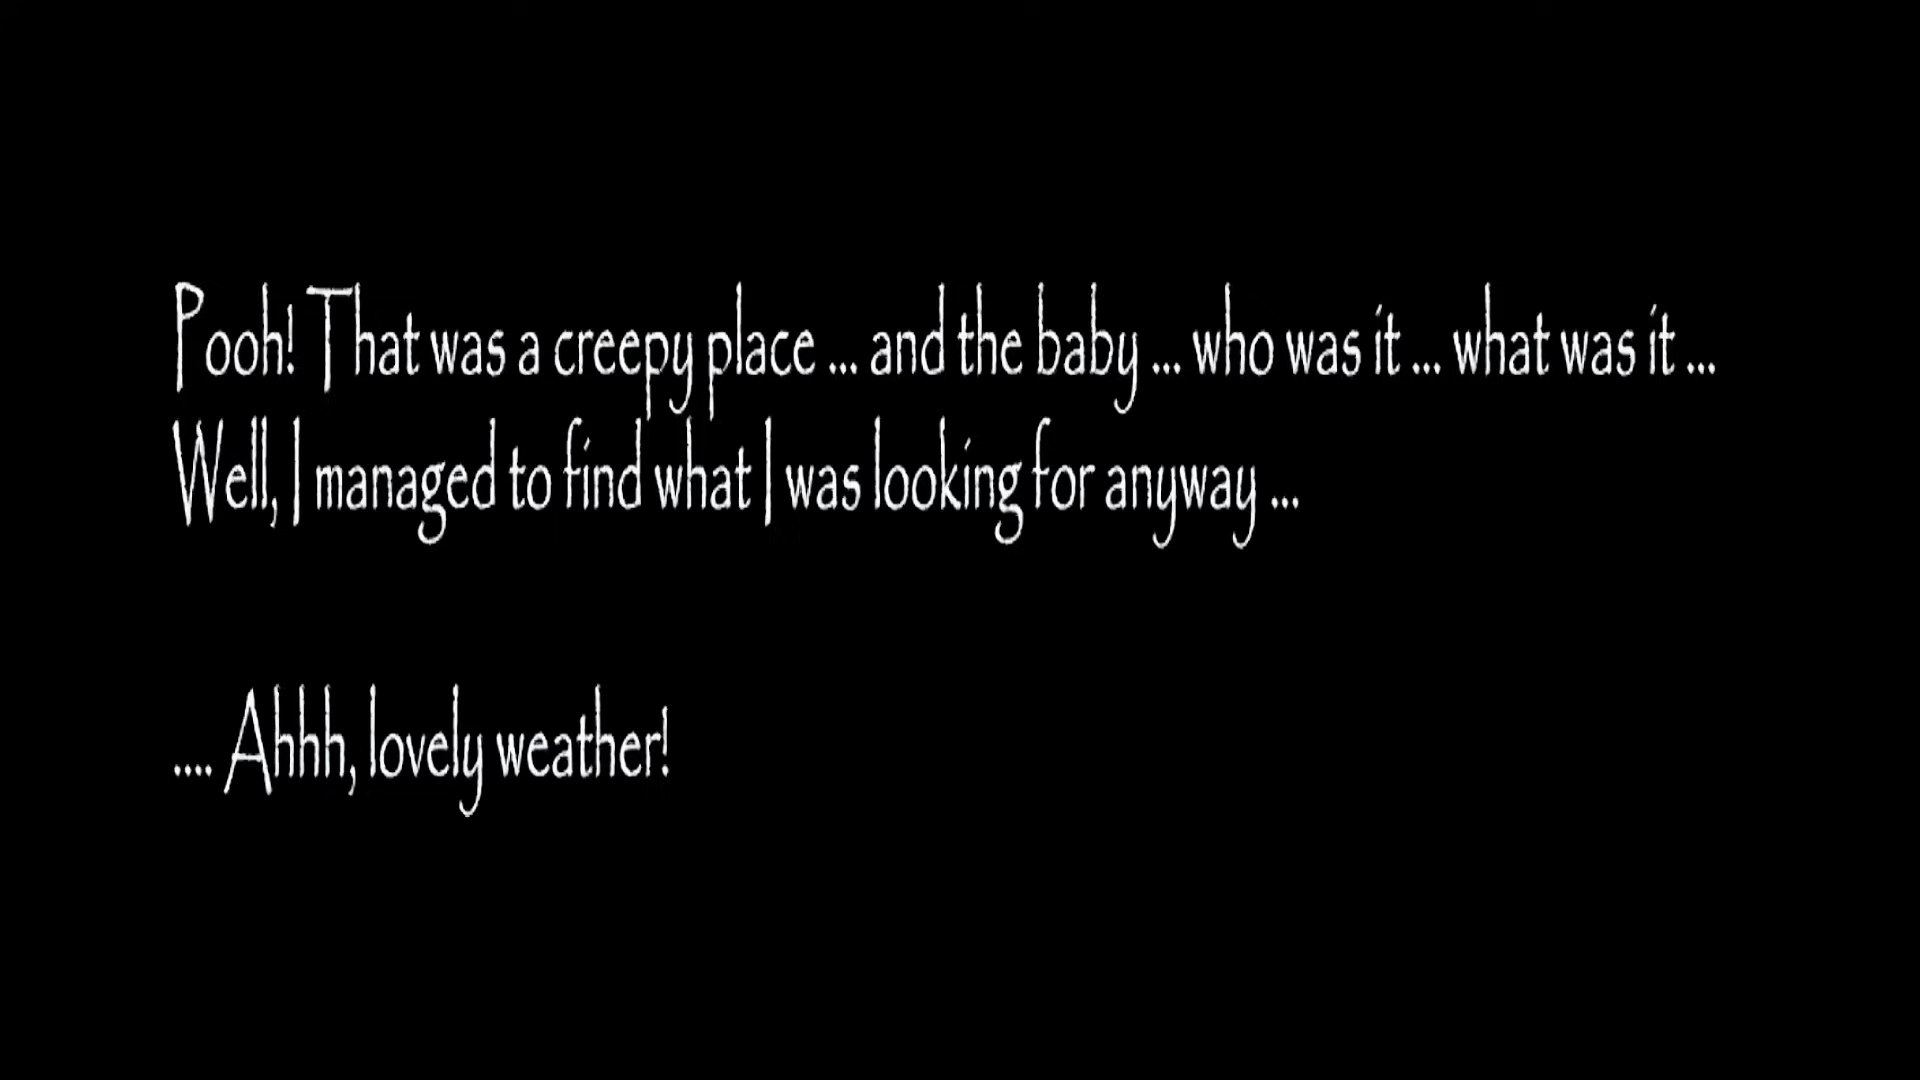 Pooh! That was a creepy place ... and the baby ... who was it ... what was it ...
Well, I managed to find what I was looking for anyway ...
.... Ahhh, lovely weather!